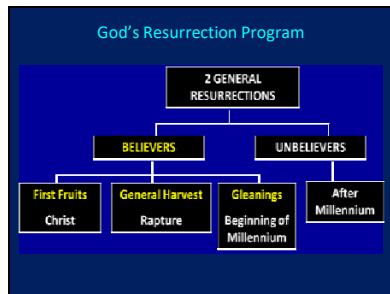 God's Resurrection Program
2 GENERAL
RESURRECTIONS
BELIEVERS
UNBELIEVERS
First Fruits
Christ
General Harvest
Rapture
Gleanings
Beginning of
Millennium
After
Millennium